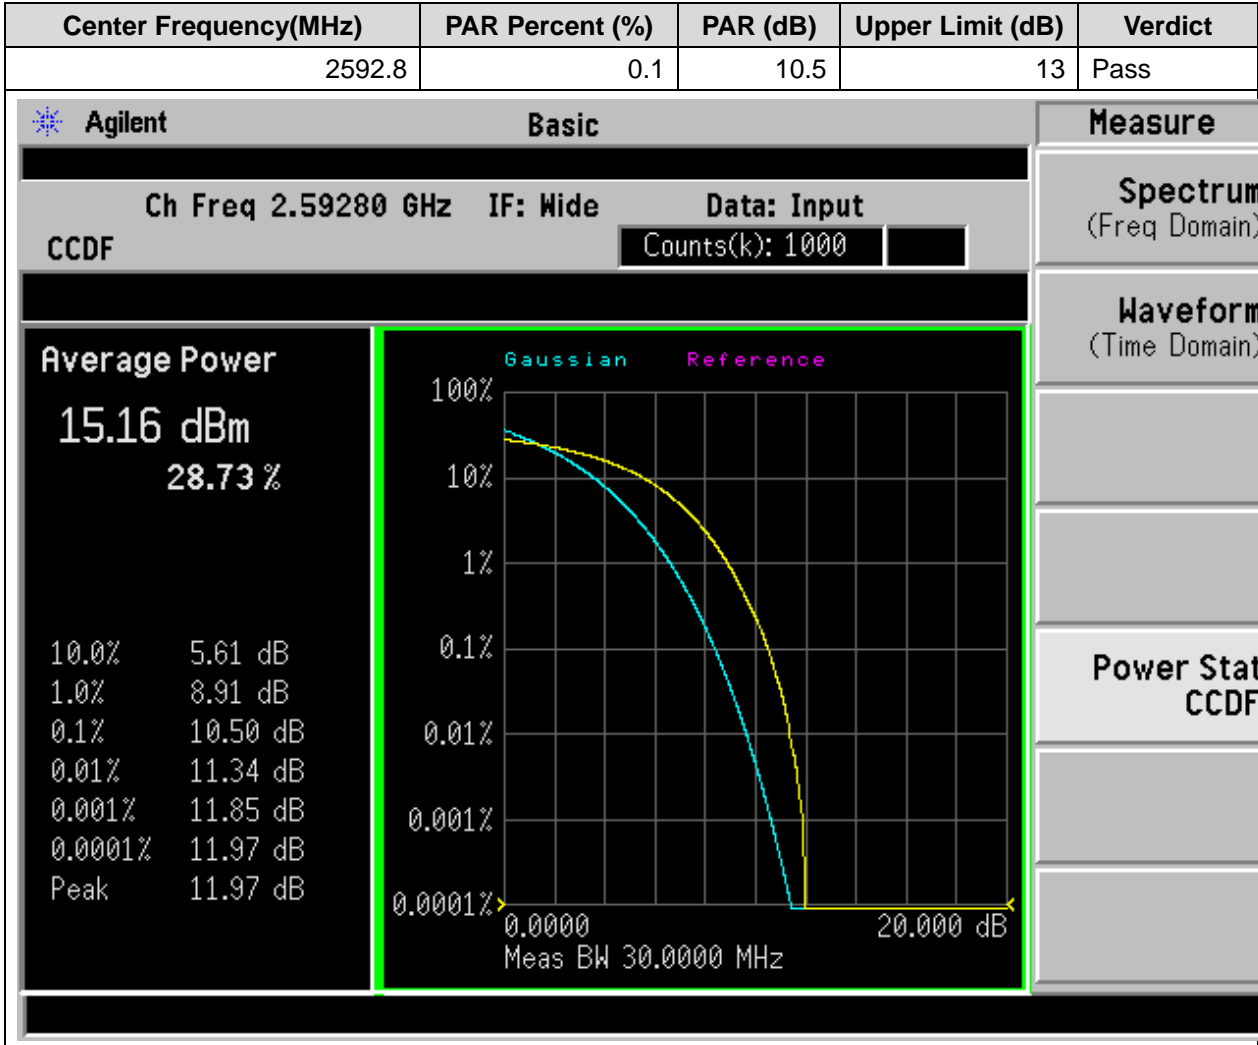 Center Frequency(MHz) PAR Percent (%) PAR (dB) Upper Limit (dB) Verdict
2592.8 0.1 10.5 13 Pass
Agilent Basic Measure
Ch Freq 2.59280 GHz IF: Wide Data: Input
CCDF Counts(k): 1000
Spectrum
(Freq Domain)
Waveform
(Time Domain)
Power Stat
CCDF
Average Power
15.16 dBm
28.73 %
10.0% 5.61 dB
1.0% 8.91 dB
0.1% 10.50 dB
0.01% 11.34 dB
0.001% 11.85 dB
0.0001% 11.97 dB
Peak 11.97 dB
Gaussian Reference
100%
10%
1%
0.1%
0.01%
0.001%
0.0001%
0.0000 20.000 dB
Meas BW 30.0000 MHz